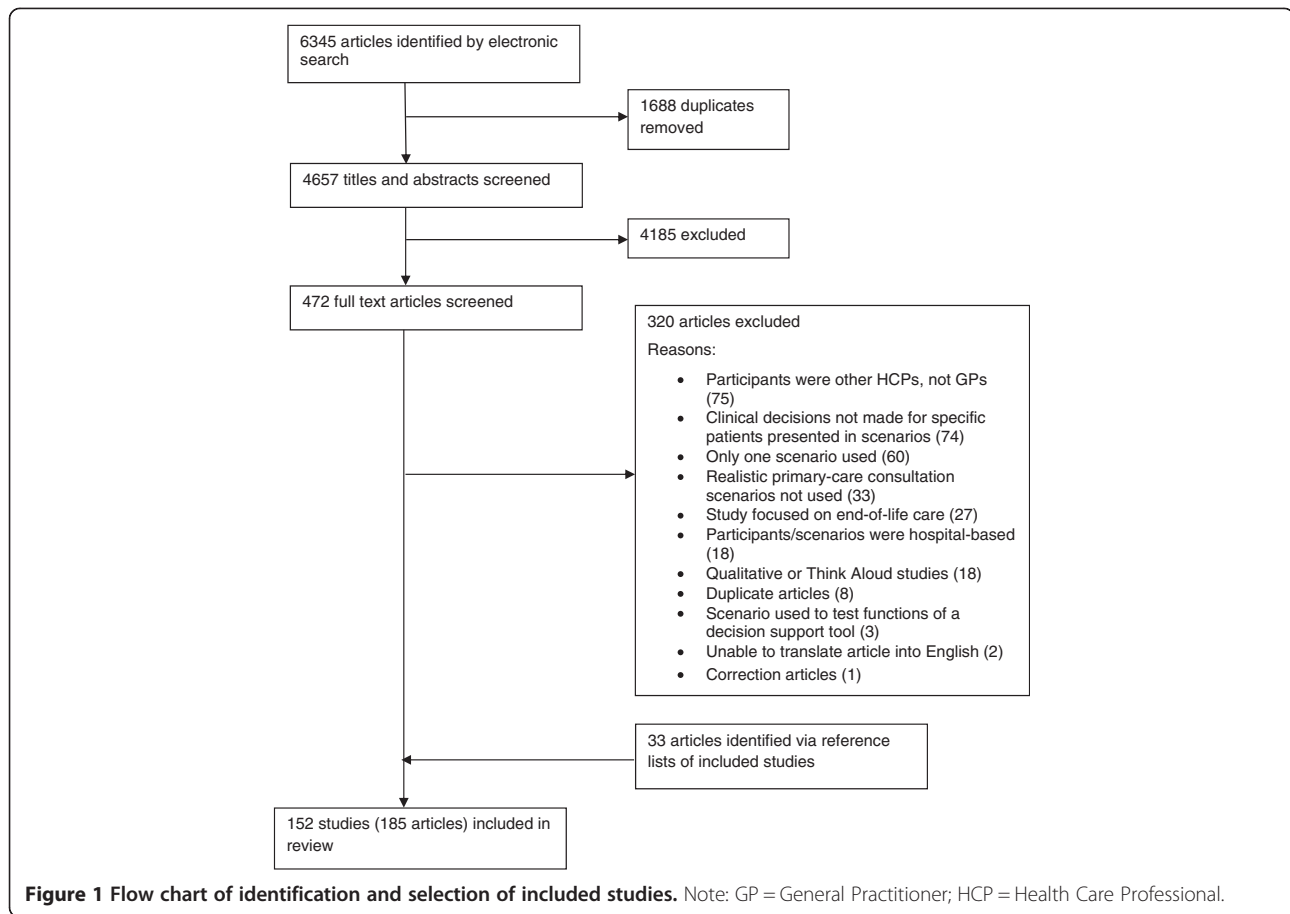 6345 articles identified by electronic
search
1688 duplicates
removed
4657 titles and abstracts screened
4185 excluded
472 full text articles screened
320 articles excluded
Reasons:
• Participants were other HCPs, not GPs
(75)
• Clinical decisions not made for specific
patients presented in scenarios (74)
• Only one scenario used (60)
• Realistic primary-care consultation
scenarios not used (33)
• Study focused on end-of-life care (27)
• Participants/scenarios were hospital-based
(18)
• Qualitative or Think Aloud studies (18)
• Duplicate articles (8)
• Scenario used to test functions of a
decision support tool (3)
• Unable to translate article into English (2)
• Correction articles (1)
33 articles identified via reference
lists of included studies
152 studies (185 articles) included in
review
Figure 1 Flow chart of identification and selection of included studies. Note: GP = General Practitioner; HCP = Health Care Professional.